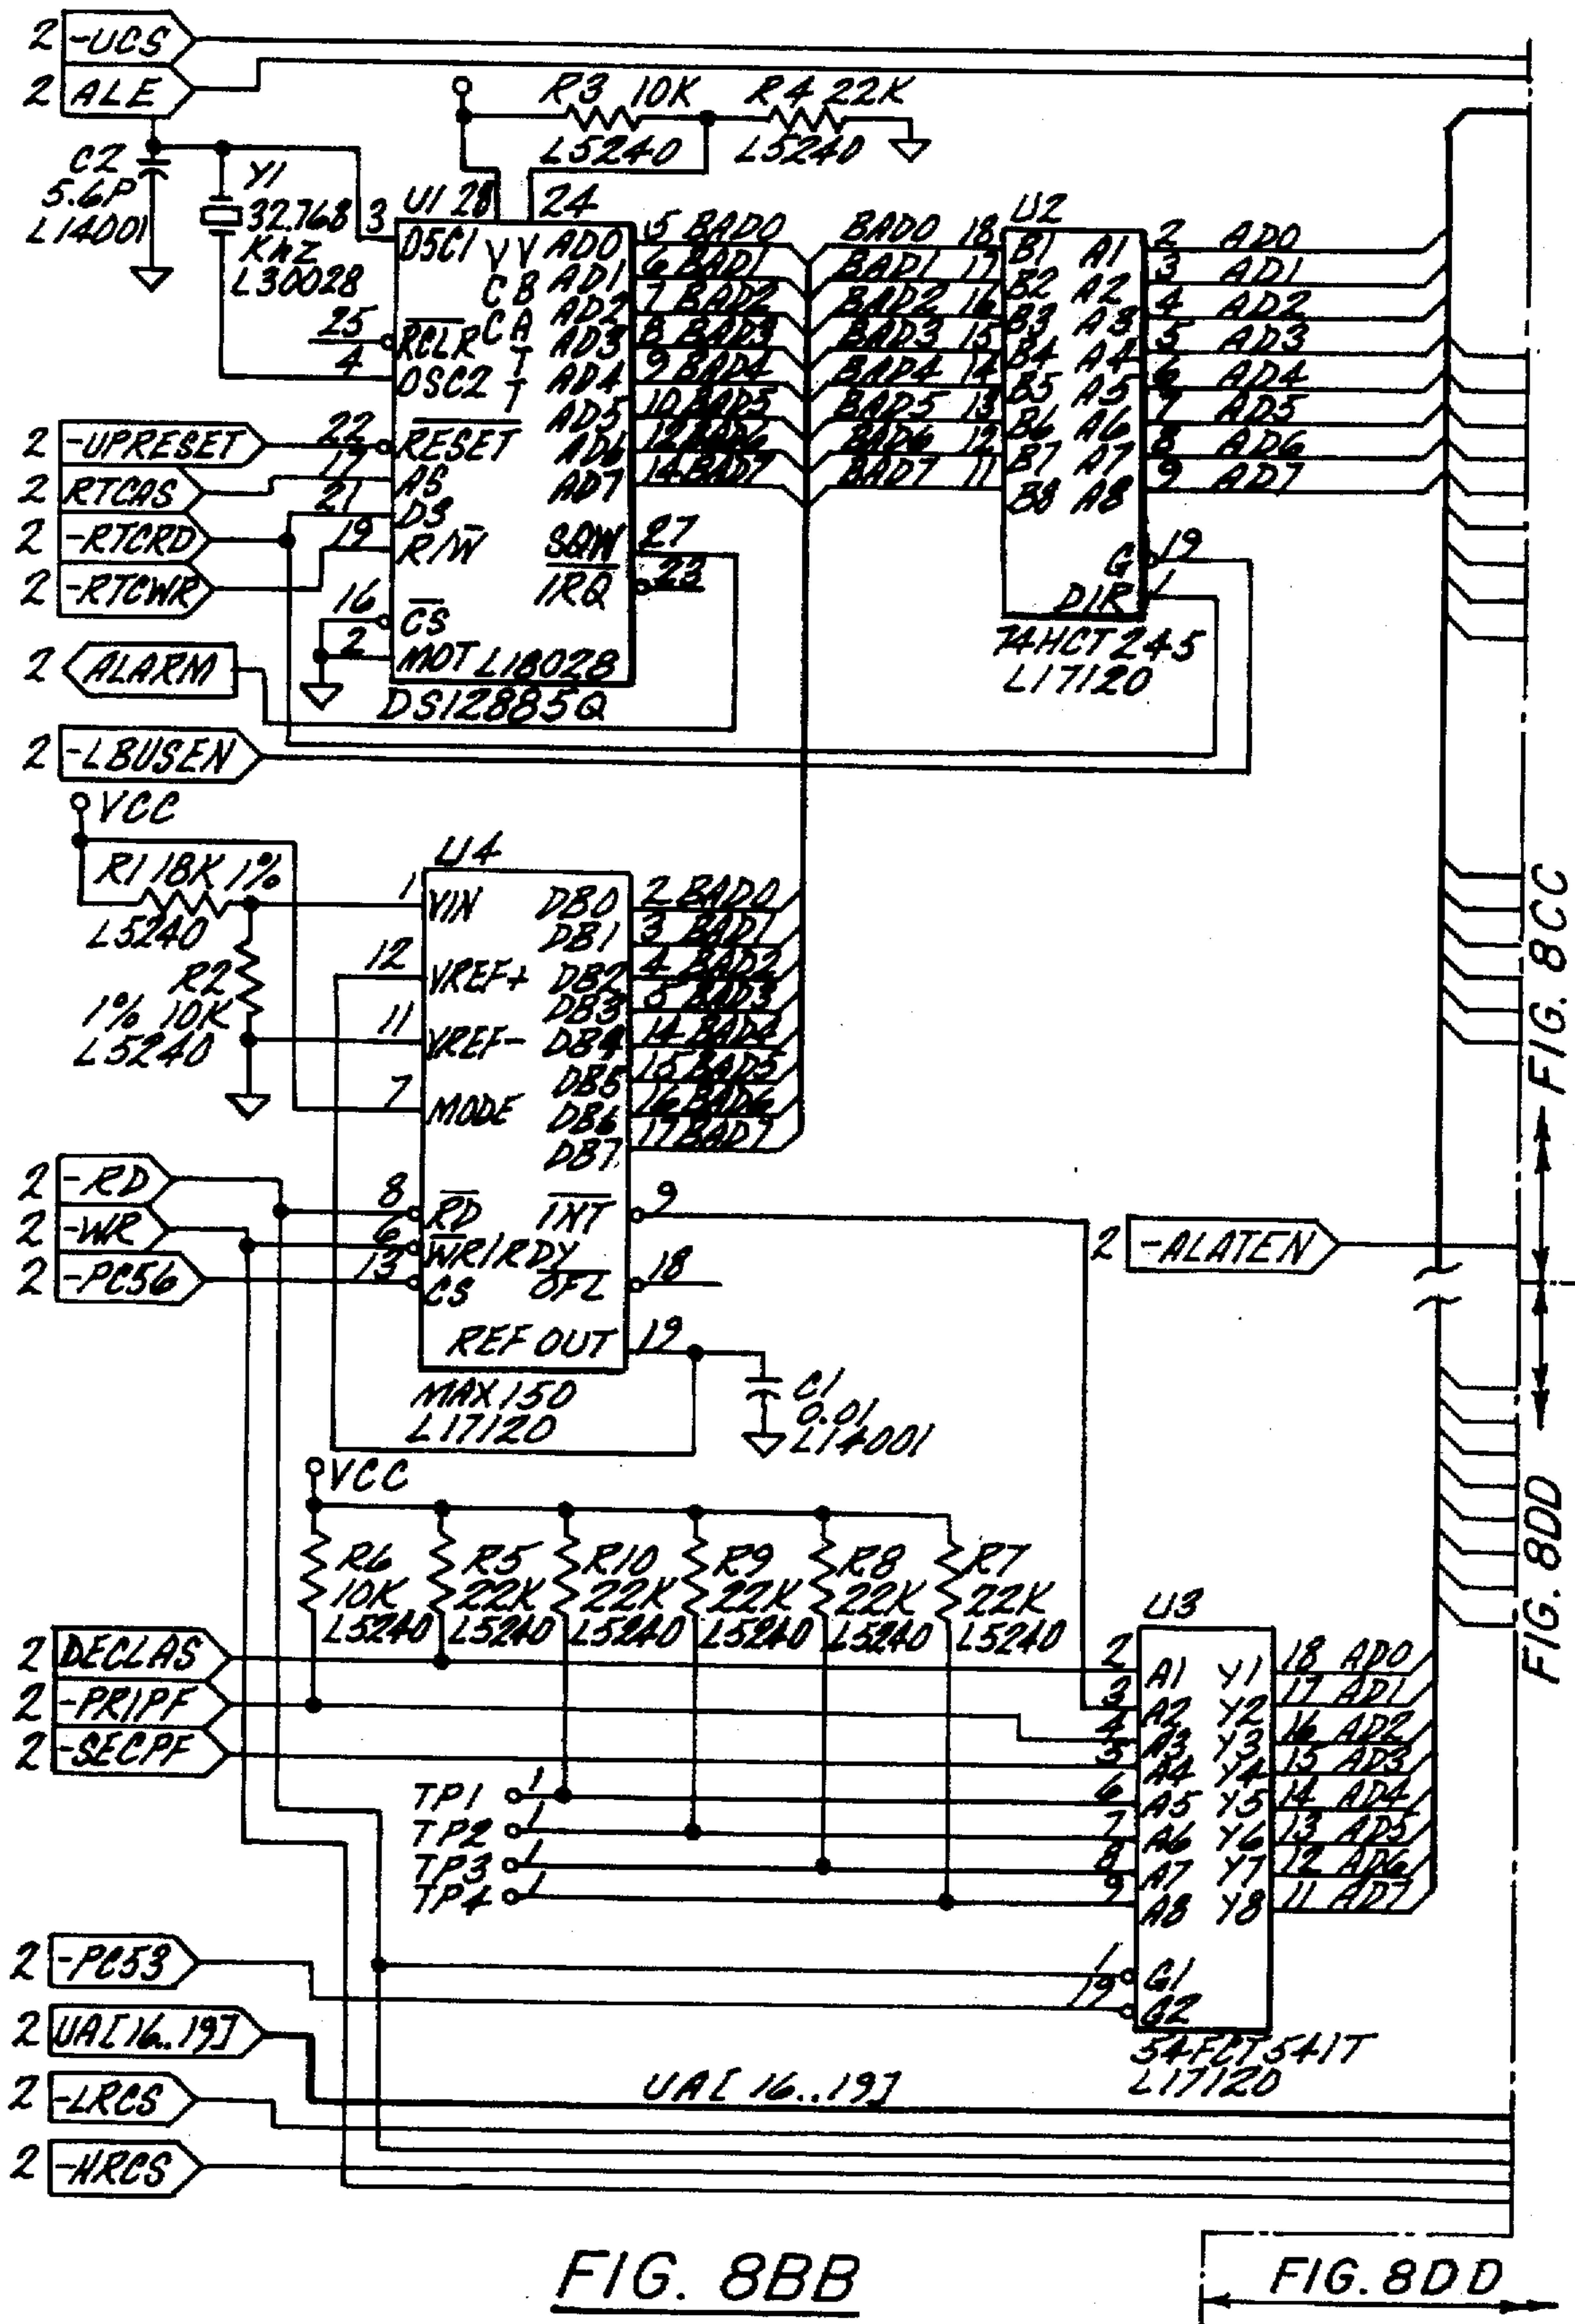 2 -UCS
2 ALE
R3 10K R4 22K
L5240 L5240
C2
5.6P
L14001
Y1
32.768
KHZ
L30028
U1 28 24
3 OSC1 VCC VBATT AD0 5 BAD0
AD1 6 BAD1
AD2 7 BAD2
25 RCLR AD3 8 BAD3
4 OSC2 AD4 9 BAD4
AD5 10 BAD5
2 -UPRESET 22 RESET AD6 12 BAD6
2 RTCAS 17 AS AD7 14 BAD7
2 -RTCRD 21 DS
2 -RTCWR 19 R/W SQW 27
IRQ 23
16 CS
2 MOT L18028
DS12885Q
2 ALARM
2 -LBUSEN
U2
BAD0 18 B1 A1 2 AD0
BAD1 17 B2 A2 3 AD1
BAD2 16 B3 A3 4 AD2
BAD3 15 B4 A4 5 AD3
BAD4 14 B5 A5 6 AD4
BAD5 13 B6 A6 7 AD5
BAD6 12 B7 A7 8 AD6
BAD7 11 B8 A8 9 AD7
G 19
DIR 1
74HCT245
L17120
VCC
R1 18K 1%
L5240
R2
1% 10K
L5240
U4
1 VIN DB0 2 BAD0
DB1 3 BAD1
12 VREF+ DB2 4 BAD2
DB3 5 BAD3
11 VREF- DB4 14 BAD4
DB5 15 BAD5
7 MODE DB6 16 BAD6
DB7 17 BAD7
2 -RD 8 RD INT 9
2 -WR 6 WR/RDY
2 -PC56 13 CS OFL 18
REF OUT 19
MAX150
L17120
C1
0.01
L14001
2 -ALATEN
FIG. 8CC
FIG. 8DD
VCC
R6 R5 R10 R9 R8 R7
10K 22K 22K 22K 22K 22K
L5240 L5240 L5240 L5240 L5240 L5240
U3
2 DECLAS 2 A1 Y1 18 AD0
2 -PRIPF 3 A2 Y2 17 AD1
2 -SECPF 4 A3 Y3 16 AD2
5 A4 Y4 15 AD3
TP1 1 6 A5 Y5 14 AD4
TP2 1 7 A6 Y6 13 AD5
TP3 1 8 A7 Y7 12 AD6
TP4 1 9 A8 Y8 11 AD7
2 -PC53 1 G1
19 G2
54FCT541T
L17120
2 UA[16..19] UA[16..19]
2 -LRCS
2 -HRCS
FIG. 8BB
FIG. 8DD